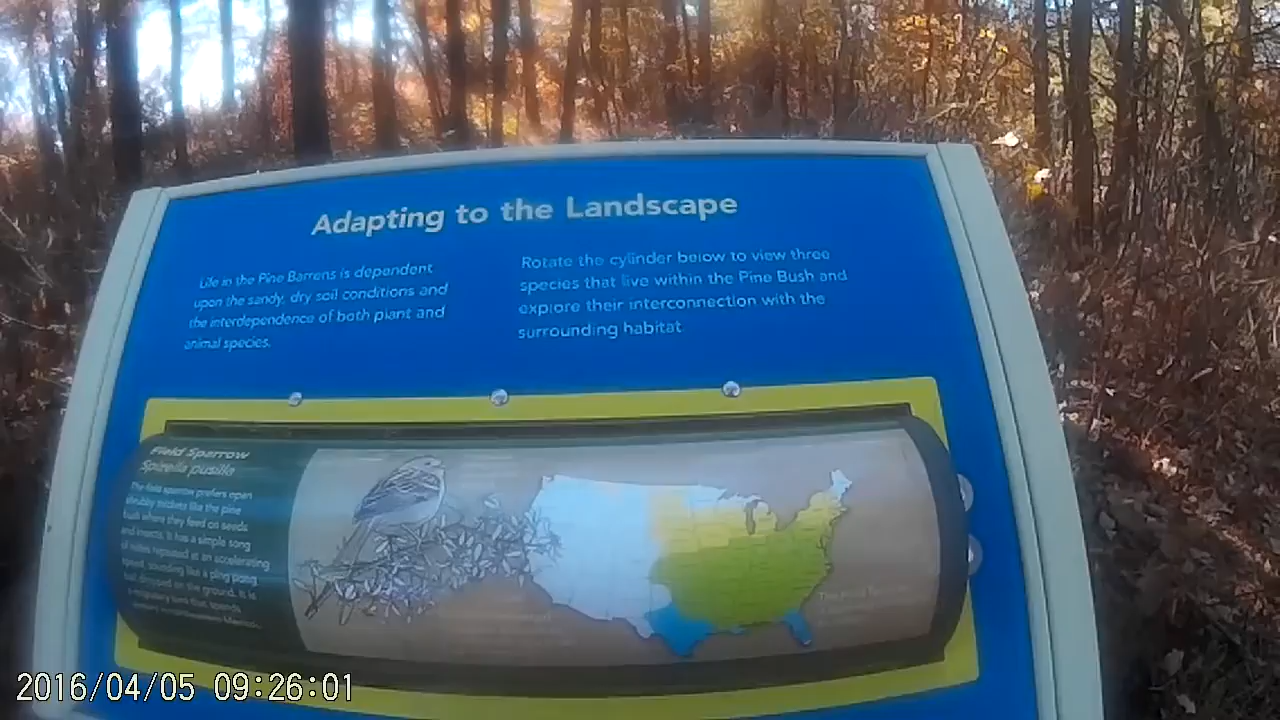 Adapting to the Landscape
Life in the Pine Barrens is dependent
upon the sandy, dry soil conditions and
the interdependence of both plant and
animal species.
Rotate the cylinder below to view three
species that live within the Pine Bush and
explore their interconnection with the
surrounding habitat
Field Sparrow
Spizella pusilla
The field sparrow prefers open
shrubby thickets like the pine
bush where they feed on seeds
and insects. It has a simple song
of notes repeated at an accelerating
speed, sounding like a ping pong
ball dropped on the ground. It is
a migratory
2016/04/05 09:26:01